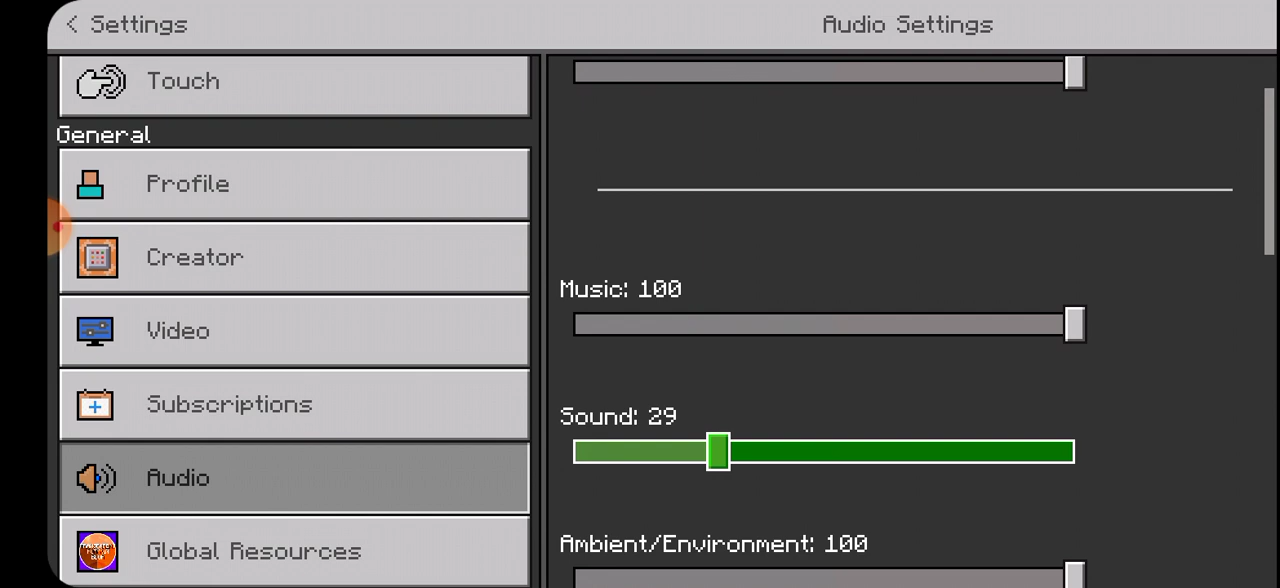 < Settings
Audio Settings
Touch
General
Profile
Creator
Video
Subscriptions
Audio
Global Resources
Music: 100
Sound: 29
Ambient/Environment: 100